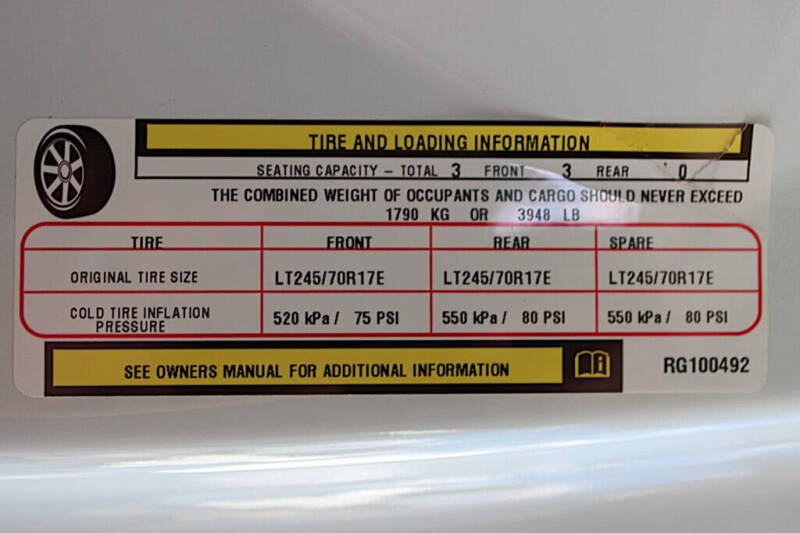 TIRE AND LOADING INFORMATION
SEATING CAPACITY – TOTAL 3 FRONT 3 REAR 0
THE COMBINED WEIGHT OF OCCUPANTS AND CARGO SHOULD NEVER EXCEED
1790 KG OR 3948 LB
TIRE FRONT REAR SPARE
ORIGINAL TIRE SIZE LT245/70R17E LT245/70R17E LT245/70R17E
COLD TIRE INFLATION
PRESSURE 520 kPa / 75 PSI 550 kPa / 80 PSI 550 kPa / 80 PSI
SEE OWNERS MANUAL FOR ADDITIONAL INFORMATION
RG100492